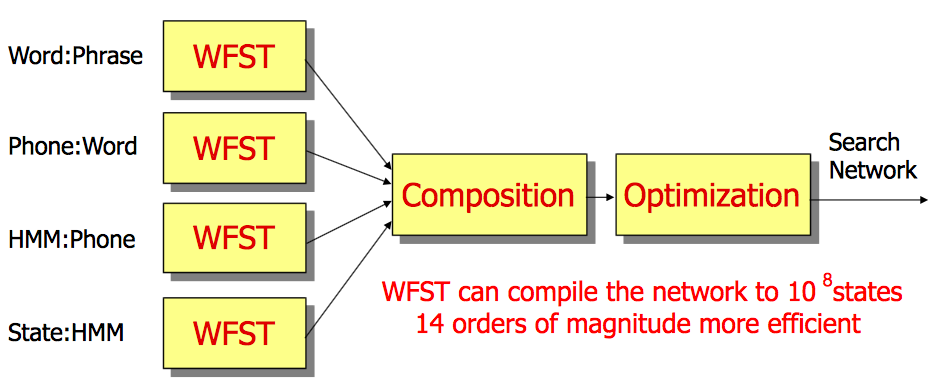 Word:Phrase
WFST
Phone:Word
WFST
HMM:Phone
WFST
State:HMM
WFST
Composition
Optimization
Search
Network
WFST can compile the network to 10 8 states
14 orders of magnitude more efficient